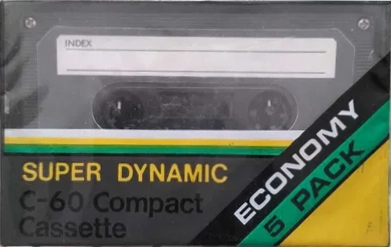 INDEX
SUPER DYNAMIC
C-60 Compact
Cassette
ECONOMY
5 PACK